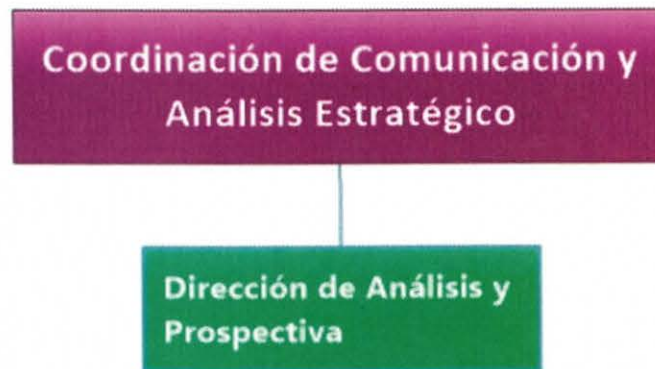 Coordinación de Comunicación y
Análisis Estratégico
Dirección de Análisis y
Prospectiva